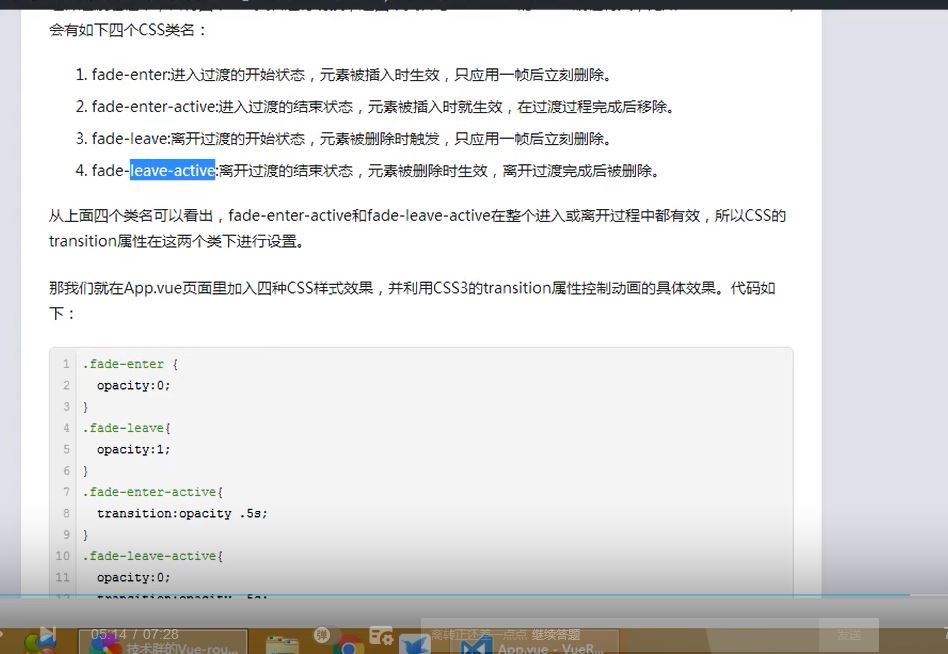 会有如下四个CSS类名：
1. fade-enter:进入过渡的开始状态，元素被插入时生效，只应用一帧后立刻删除。
2. fade-enter-active:进入过渡的结束状态，元素被插入时就生效，在过渡过程完成后移除。
3. fade-leave:离开过渡的开始状态，元素被删除时触发，只应用一帧后立刻删除。
4. fade-leave-active:离开过渡的结束状态，元素被删除时生效，离开过渡完成后被删除。
从上面四个类名可以看出，fade-enter-active和fade-leave-active在整个进入或离开过程中都有效，所以CSS的
transition属性在这两个类下进行设置。
那我们就在App.vue页面里加入四种CSS样式效果，并利用CSS3的transition属性控制动画的具体效果。代码如
下：
1 .fade-enter {
2 opacity:0;
3 }
4 .fade-leave{
5 opacity:1;
6 }
7 .fade-enter-active{
8 transition:opacity .5s;
9 }
10 .fade-leave-active{
11 opacity:0;
12 transition:opacity .5s;
05:14 / 07:28
弹
离转正还差一点点 继续答题
发送
技术胖的Vue-rou...
App.vue - VueR...